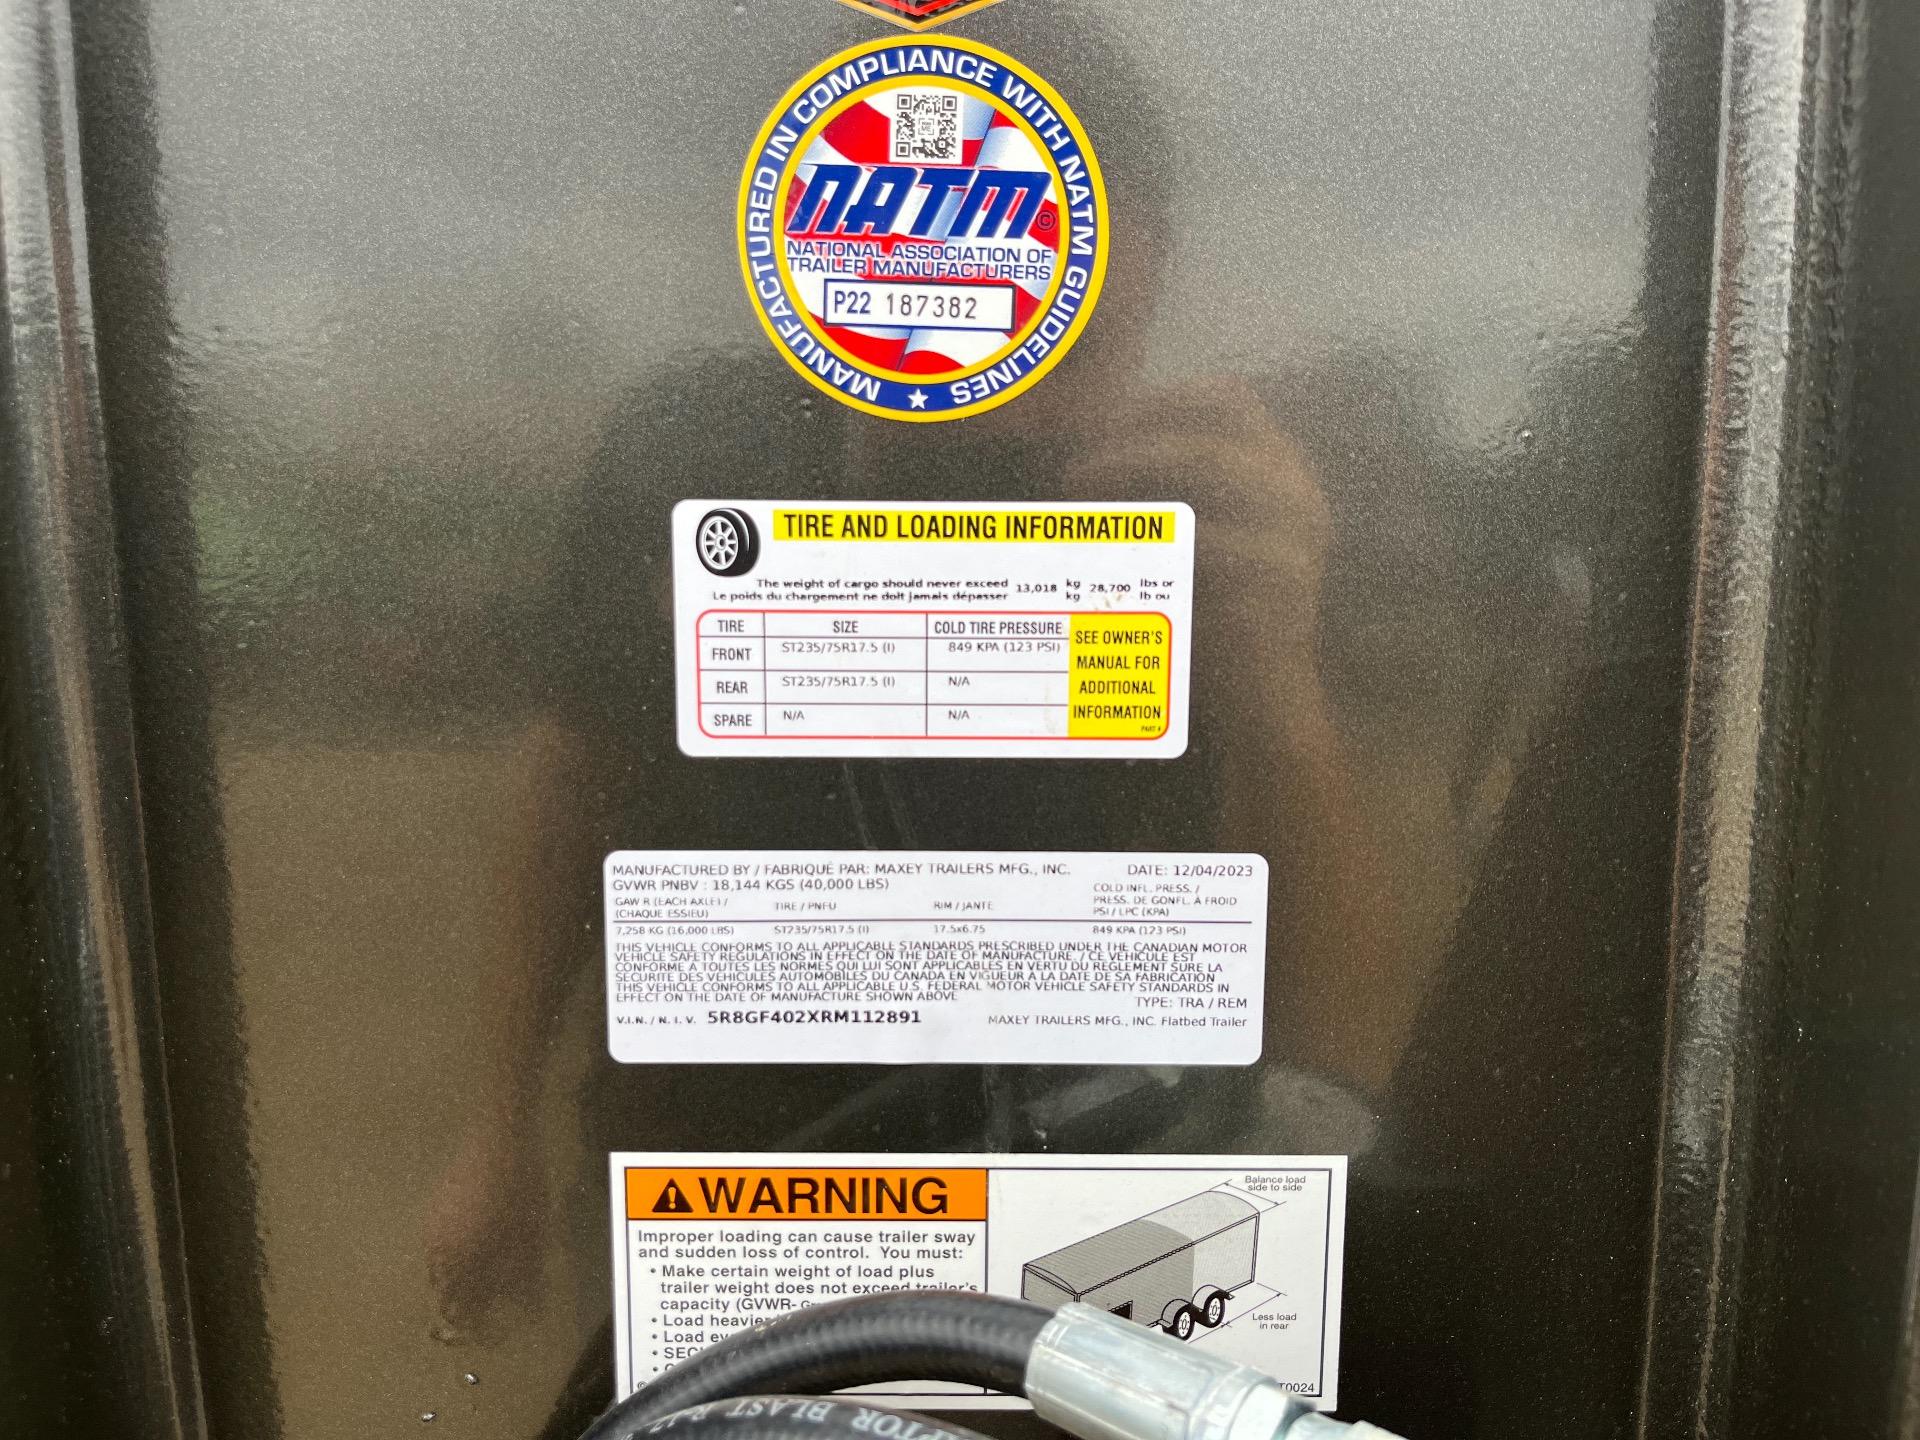 MANUFACTURED IN COMPLIANCE WITH NATM GUIDELINES
NATM ©
NATIONAL ASSOCIATION OF
TRAILER MANUFACTURERS
P22 187382
TIRE AND LOADING INFORMATION
The weight of cargo should never exceed 13,018 kg 28,700 lbs or
Le poids du chargement ne doit jamais dépasser kg lb ou
TIRE SIZE COLD TIRE PRESSURE
FRONT ST235/75R17.5 (I) 849 KPA (123 PSI)
REAR ST235/75R17.5 (I) N/A
SPARE N/A N/A
SEE OWNER'S
MANUAL FOR
ADDITIONAL
INFORMATION
PART #
MANUFACTURED BY / FABRIQUÉ PAR: MAXEY TRAILERS MFG., INC. DATE: 12/04/2023
GVWR PNBV : 18,144 KGS (40,000 LBS)
GAWR (EACH AXLE) / TIRE / PNEU RIM / JANTE COLD INFL. PRESS. /
(CHAQUE ESSIEU) PRESS. DE GONFL. À FROID
PSI / LPC (KPA)
7,258 KG (16,000 LBS) ST235/75R17.5 (I) 17.5x6.75 849 KPA (123 PSI)
THIS VEHICLE CONFORMS TO ALL APPLICABLE STANDARDS PRESCRIBED UNDER THE CANADIAN MOTOR
VEHICLE SAFETY REGULATIONS IN EFFECT ON THE DATE OF MANUFACTURE. / CE VÉHICULE EST
CONFORME A TOUTES LES NORMES QUI LUI SONT APPLICABLES EN VERTU DU RÈGLEMENT SURE LA
SÉCURITÉ DES VÉHICULES AUTOMOBILES DU CANADA EN VIGUEUR A LA DATE DE SA FABRICATION
THIS VEHICLE CONFORMS TO ALL APPLICABLE U.S. FEDERAL MOTOR VEHICLE SAFETY STANDARDS IN
EFFECT ON THE DATE OF MANUFACTURE SHOWN ABOVE
TYPE: TRA / REM
V.I.N. / N. I. V. 5R8GF402XRM112891 MAXEY TRAILERS MFG., INC. Flatbed Trailer
WARNING
Improper loading can cause trailer sway
and sudden loss of control. You must:
• Make certain weight of load plus
trailer weight does not exceed trailer's
capacity (GVWR-
• Load heavier
• Load
•
•
©
Balance load
side to side
Less load
in rear
T0024
BLAST